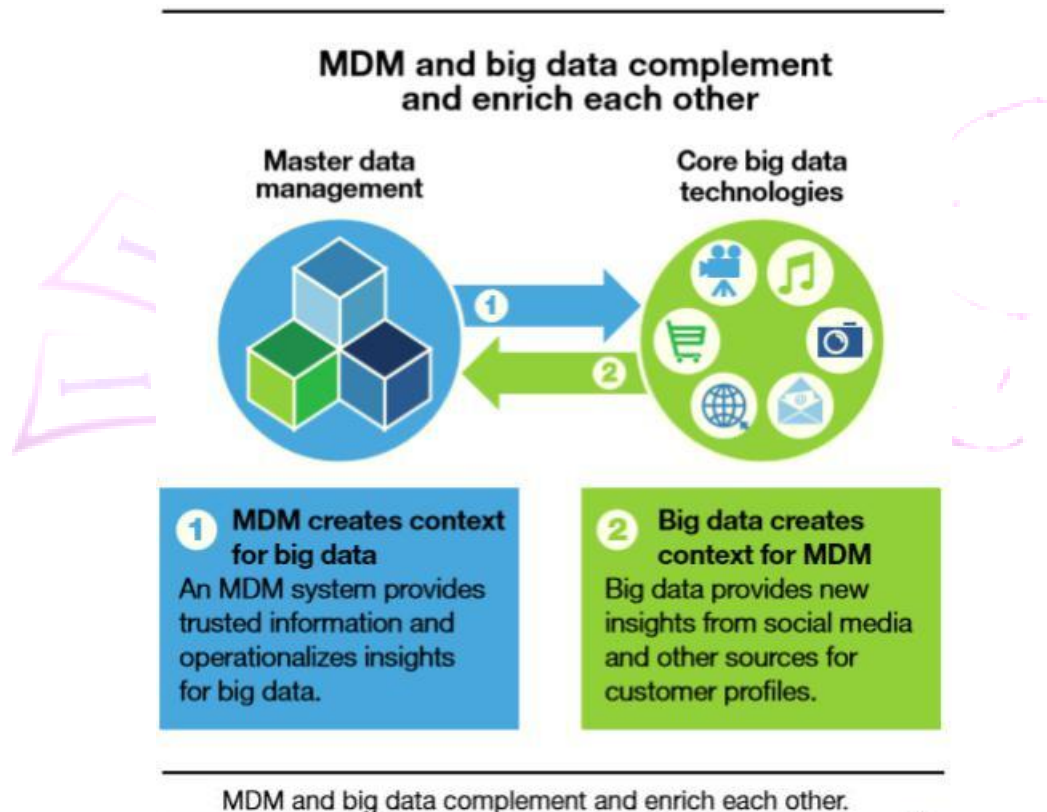 MDM and big data complement
and enrich each other
Master data
management
Core big data
technologies
1
2
1 MDM creates context
for big data
An MDM system provides
trusted information and
operationalizes insights
for big data.
2 Big data creates
context for MDM
Big data provides new
insights from social media
and other sources for
customer profiles.
MDM and big data complement and enrich each other.